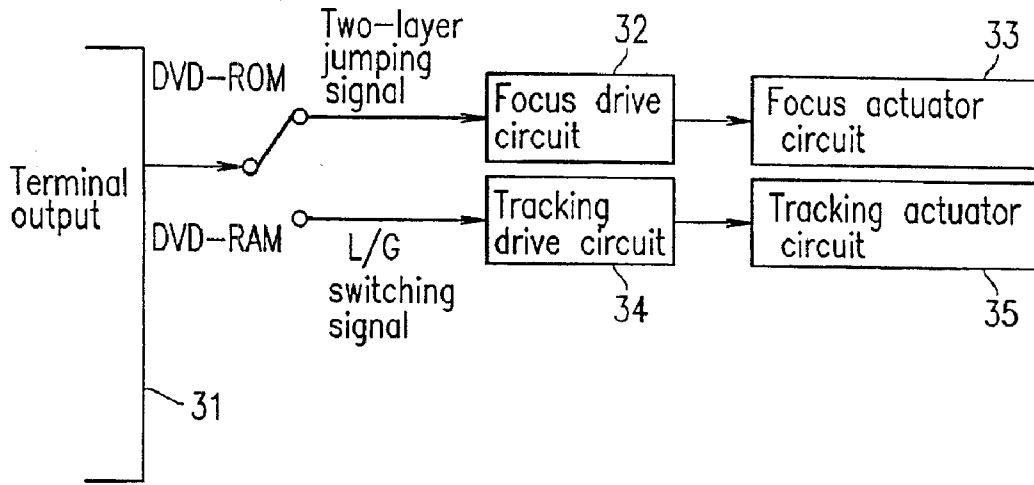 Two-layer
jumping
signal
32
33
DVD-ROM
Focus drive
circuit
Focus actuator
circuit
Terminal
output
DVD-RAM
L/G
switching
signal
Tracking
drive circuit
Tracking actuator
circuit
34
35
31